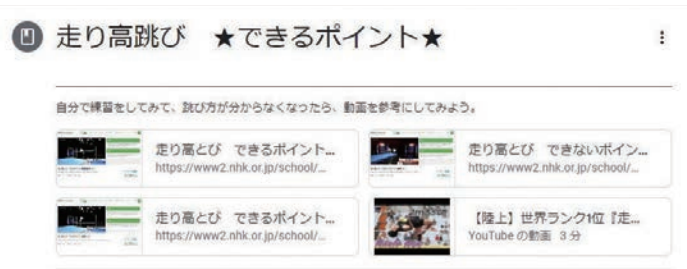 走り高跳び　★できるポイント★
自分で練習をしてみて、跳び方が分からなくなったら、動画を参考にしてみよう。
走り高とび　できるポイント...
https://www2.nhk.or.jp/school/...
走り高とび　できないポイン...
https://www2.nhk.or.jp/school/...
走り高とび　できるポイント...
https://www2.nhk.or.jp/school/...
【陸上】世界ランク1位『走...
YouTube の動画 3 分